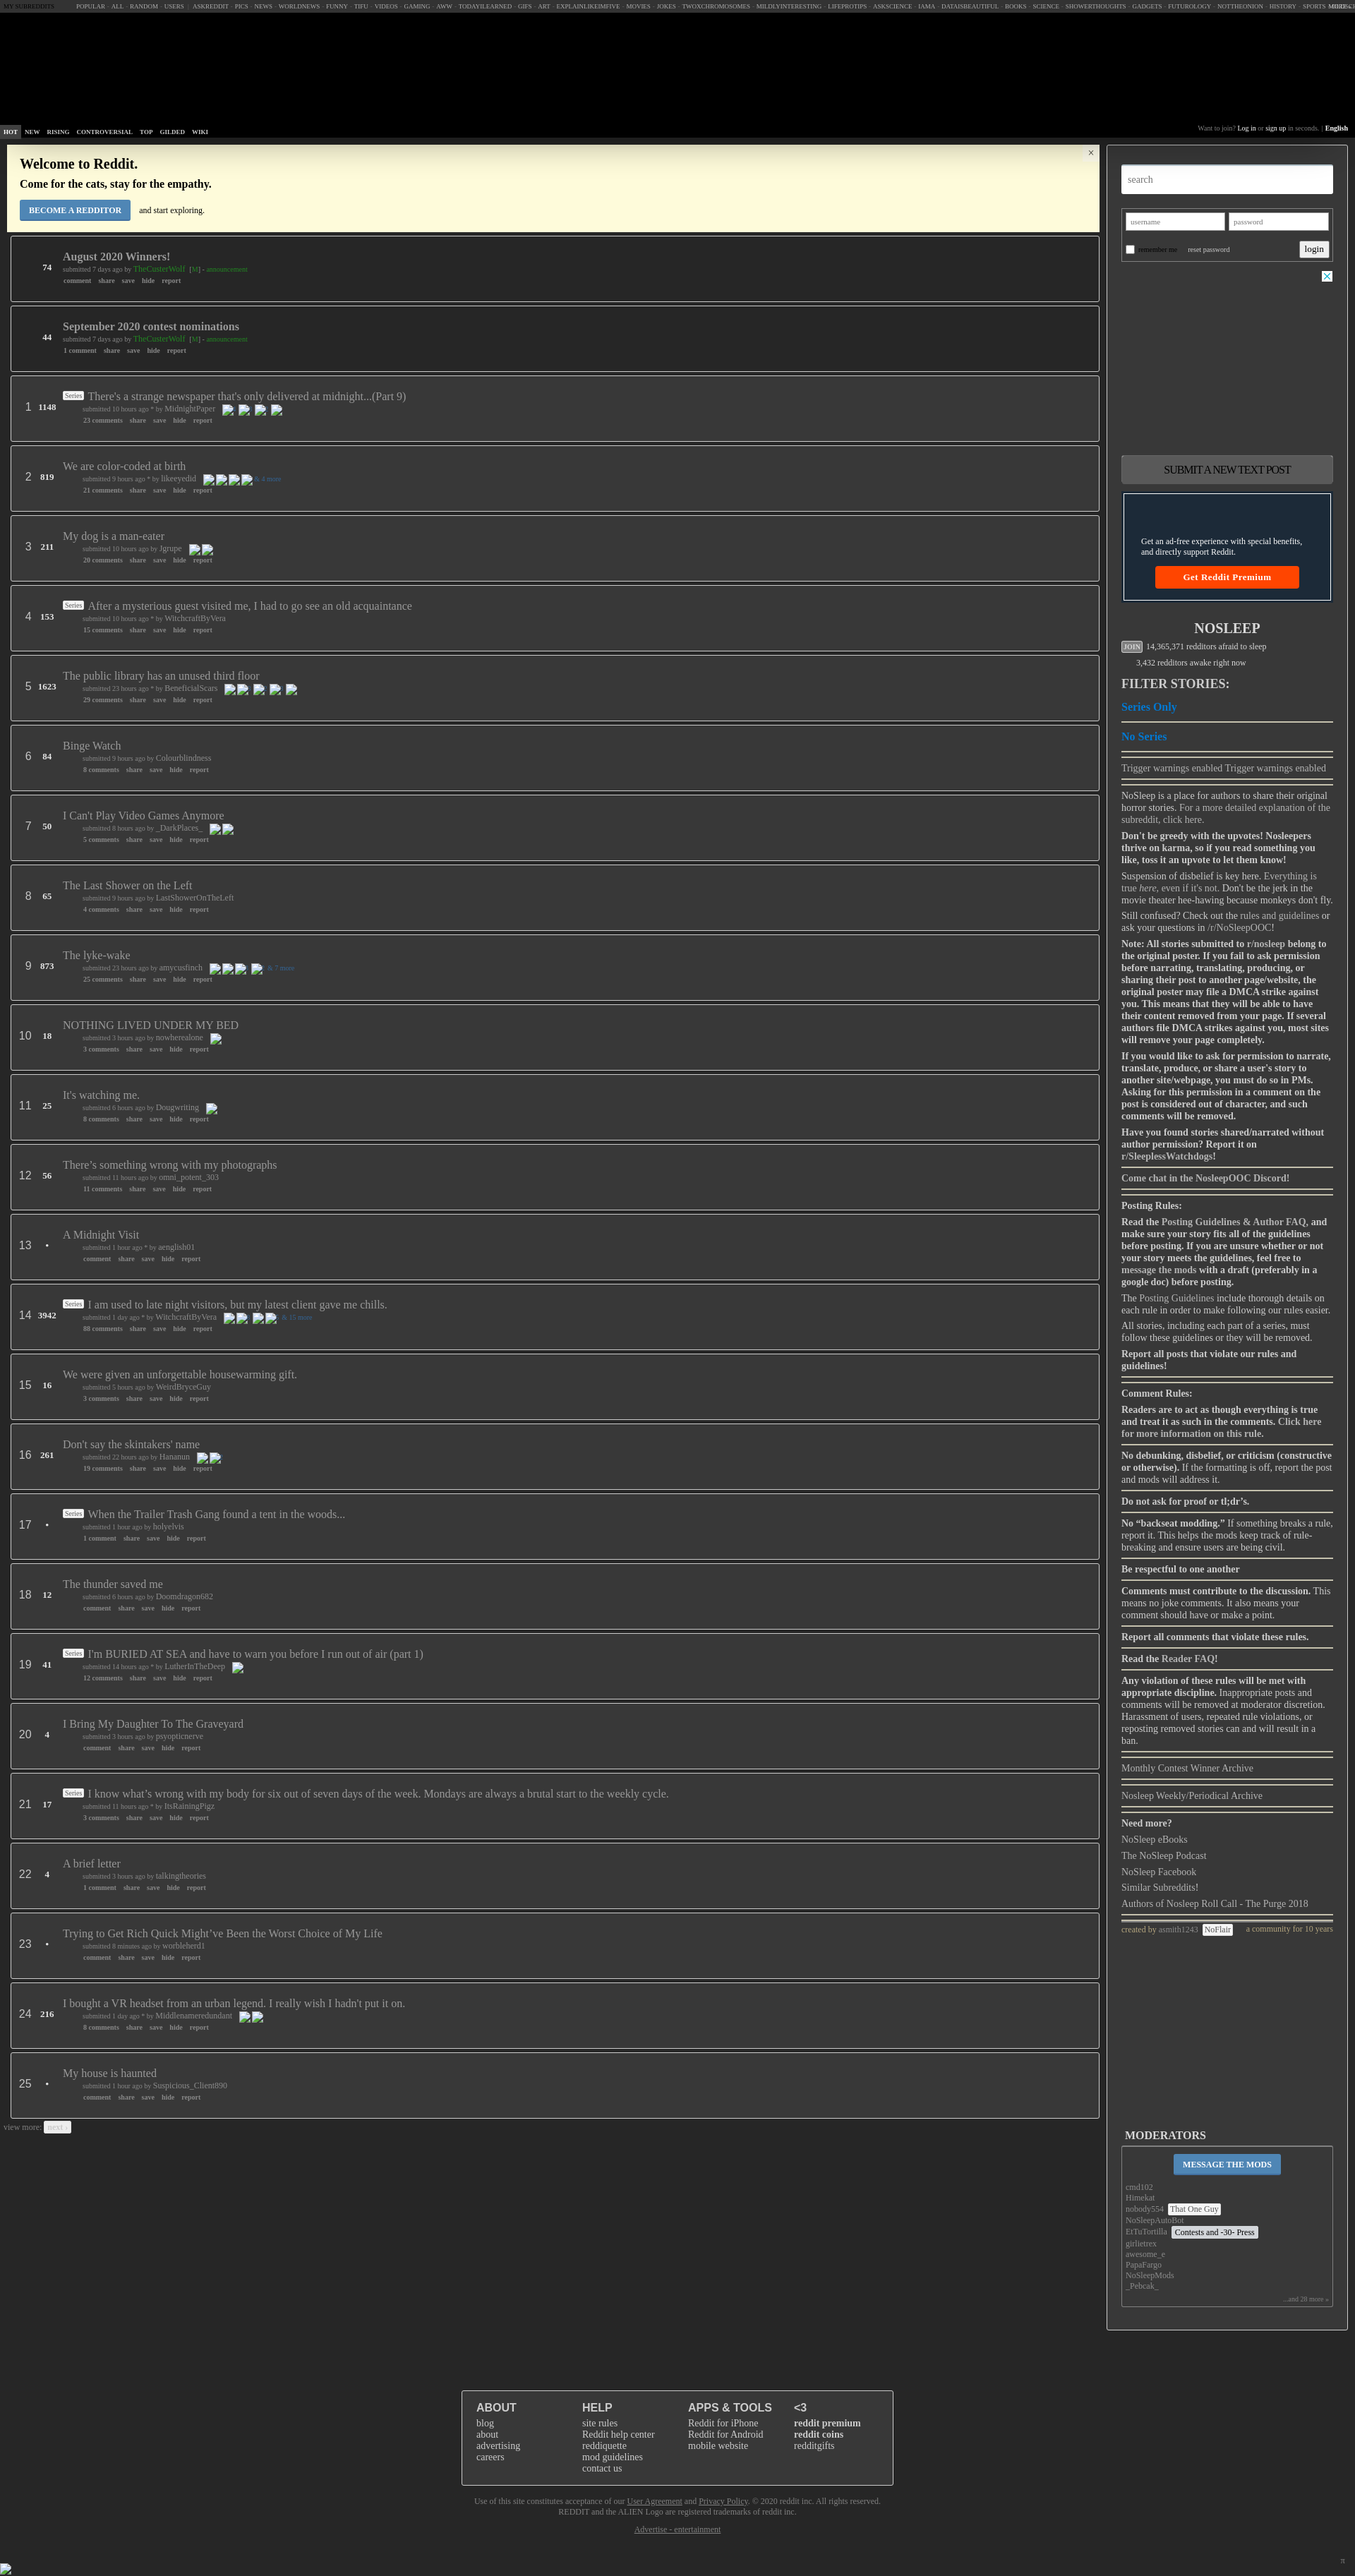 MY SUBREDDITS POPULAR - ALL - RANDOM - USERS | ASKREDDIT - PICS - NEWS - WORLDNEWS - FUNNY - TIFU - VIDEOS - GAMING - AWW - TODAYILEARNED - GIFS - ART - EXPLAINLIKEIMFIVE - MOVIES - JOKES - TWOXCHROMOSOMES - MILDLYINTERESTING - LIFEPROTIPS - ASKSCIENCE - IAMA - DATAISBEAUTIFUL - BOOKS - SCIENCE - SHOWERTHOUGHTS - GADGETS - FUTUROLOGY - NOTTHEONION - HISTORY - SPORTS
HOT NEW RISING CONTROVERSIAL TOP GILDED WIKI
Want to join? Log in or sign up in seconds. | English
Welcome to Reddit.
Come for the cats, stay for the empathy.
BECOME A REDDITOR and start exploring.
×
74
August 2020 Winners!
submitted 7 days ago by TheCusterWolf [M] - announcement
comment share save hide report
44
September 2020 contest nominations
submitted 7 days ago by TheCusterWolf [M] - announcement
1 comment share save hide report
1 1148
Series There's a strange newspaper that's only delivered at midnight...(Part 9)
submitted 10 hours ago * by MidnightPaper
23 comments share save hide report
2 819
We are color-coded at birth
submitted 9 hours ago * by likeeyedid & 4 more
21 comments share save hide report
3 211
My dog is a man-eater
submitted 10 hours ago by Jgrupe
20 comments share save hide report
4 153
Series After a mysterious guest visited me, I had to go see an old acquaintance
submitted 10 hours ago * by WitchcraftByVera
15 comments share save hide report
5 1623
The public library has an unused third floor
submitted 23 hours ago * by BeneficialScars
29 comments share save hide report
6 84
Binge Watch
submitted 9 hours ago by Colourblindness
8 comments share save hide report
7 50
I Can't Play Video Games Anymore
submitted 8 hours ago by _DarkPlaces_
5 comments share save hide report
8 65
The Last Shower on the Left
submitted 9 hours ago by LastShowerOnTheLeft
4 comments share save hide report
9 873
The lyke-wake
submitted 23 hours ago by amycusfinch & 7 more
25 comments share save hide report
10 18
NOTHING LIVED UNDER MY BED
submitted 3 hours ago by nowherealone
3 comments share save hide report
11 25
It's watching me.
submitted 6 hours ago by Dougwriting
8 comments share save hide report
12 56
There’s something wrong with my photographs
submitted 11 hours ago by omni_potent_303
11 comments share save hide report
13 •
A Midnight Visit
submitted 1 hour ago * by aenglish01
comment share save hide report
14 3942
Series I am used to late night visitors, but my latest client gave me chills.
submitted 1 day ago * by WitchcraftByVera & 15 more
88 comments share save hide report
15 16
We were given an unforgettable housewarming gift.
submitted 5 hours ago by WeirdBryceGuy
3 comments share save hide report
16 261
Don't say the skintakers' name
submitted 22 hours ago by Hananun
19 comments share save hide report
17 •
Series When the Trailer Trash Gang found a tent in the woods...
submitted 1 hour ago by holyelvis
1 comment share save hide report
18 12
The thunder saved me
submitted 6 hours ago by Doomdragon682
comment share save hide report
19 41
Series I'm BURIED AT SEA and have to warn you before I run out of air (part 1)
submitted 14 hours ago * by LutherInTheDeep
12 comments share save hide report
20 4
I Bring My Daughter To The Graveyard
submitted 3 hours ago by psyopticnerve
comment share save hide report
21 17
Series I know what’s wrong with my body for six out of seven days of the week. Mondays are always a brutal start to the weekly cycle.
submitted 11 hours ago * by ItsRainingPigz
3 comments share save hide report
22 4
A brief letter
submitted 3 hours ago by talkingtheories
1 comment share save hide report
23 •
Trying to Get Rich Quick Might’ve Been the Worst Choice of My Life
submitted 8 minutes ago by worbleherd1
comment share save hide report
24 216
I bought a VR headset from an urban legend. I really wish I hadn't put it on.
submitted 1 day ago * by Middlenameredundant
8 comments share save hide report
25 •
My house is haunted
submitted 1 hour ago by Suspicious_Client890
comment share save hide report
view more: next ›
search
username password
remember me reset password login
SUBMIT A NEW TEXT POST
Get an ad-free experience with special benefits,
and directly support Reddit.
Get Reddit Premium
NOSLEEP
JOIN 14,365,371 redditors afraid to sleep
3,432 redditors awake right now
FILTER STORIES:
Series Only
No Series
Trigger warnings enabled Trigger warnings enabled
NoSleep is a place for authors to share their original
horror stories. For a more detailed explanation of the
subreddit, click here.
Don't be greedy with the upvotes! Nosleepers
thrive on karma, so if you read something you
like, toss it an upvote to let them know!
Suspension of disbelief is key here. Everything is
true here, even if it's not. Don't be the jerk in the
movie theater hee-hawing because monkeys don't fly.
Still confused? Check out the rules and guidelines or
ask your questions in /r/NoSleepOOC!
Note: All stories submitted to r/nosleep belong to
the original poster. If you fail to ask permission
before narrating, translating, producing, or
sharing their post to another page/website, the
original poster may file a DMCA strike against
you. This means that they will be able to have
their content removed from your page. If several
authors file DMCA strikes against you, most sites
will remove your page completely.
If you would like to ask for permission to narrate,
translate, produce, or share a user's story to
another site/webpage, you must do so in PMs.
Asking for this permission in a comment on the
post is considered out of character, and such
comments will be removed.
Have you found stories shared/narrated without
author permission? Report it on
r/SleeplessWatchdogs!
Come chat in the NosleepOOC Discord!
Posting Rules:
Read the Posting Guidelines & Author FAQ, and
make sure your story fits all of the guidelines
before posting. If you are unsure whether or not
your story meets the guidelines, feel free to
message the mods with a draft (preferably in a
google doc) before posting.
The Posting Guidelines include thorough details on
each rule in order to make following our rules easier.
All stories, including each part of a series, must
follow these guidelines or they will be removed.
Report all posts that violate our rules and
guidelines!
Comment Rules:
Readers are to act as though everything is true
and treat it as such in the comments. Click here
for more information on this rule.
No debunking, disbelief, or criticism (constructive
or otherwise). If the formatting is off, report the post
and mods will address it.
Do not ask for proof or tl;dr’s.
No “backseat modding.” If something breaks a rule,
report it. This helps the mods keep track of rule-
breaking and ensure users are being civil.
Be respectful to one another
Comments must contribute to the discussion. This
means no joke comments. It also means your
comment should have or make a point.
Report all comments that violate these rules.
Read the Reader FAQ!
Any violation of these rules will be met with
appropriate discipline. Inappropriate posts and
comments will be removed at moderator discretion.
Harassment of users, repeated rule violations, or
reposting removed stories can and will result in a
ban.
Monthly Contest Winner Archive
Nosleep Weekly/Periodical Archive
Need more?
NoSleep eBooks
The NoSleep Podcast
NoSleep Facebook
Similar Subreddits!
Authors of Nosleep Roll Call - The Purge 2018
created by asmith1243 NoFlair a community for 10 years
MODERATORS
MESSAGE THE MODS
cmd102
Himekat
nobody554 That One Guy
NoSleepAutoBot
EtTuTortilla Contests and -30- Press
girlietrex
awesome_e
PapaFargo
NoSleepMods
_Pebcak_
...and 28 more »
ABOUT
blog
about
advertising
careers
HELP
site rules
Reddit help center
reddiquette
mod guidelines
contact us
APPS & TOOLS
Reddit for iPhone
Reddit for Android
mobile website
<3
reddit premium
reddit coins
redditgifts
Use of this site constitutes acceptance of our User Agreement and Privacy Policy. © 2020 reddit inc. All rights reserved.
REDDIT and the ALIEN Logo are registered trademarks of reddit inc.
Advertise - entertainment
π